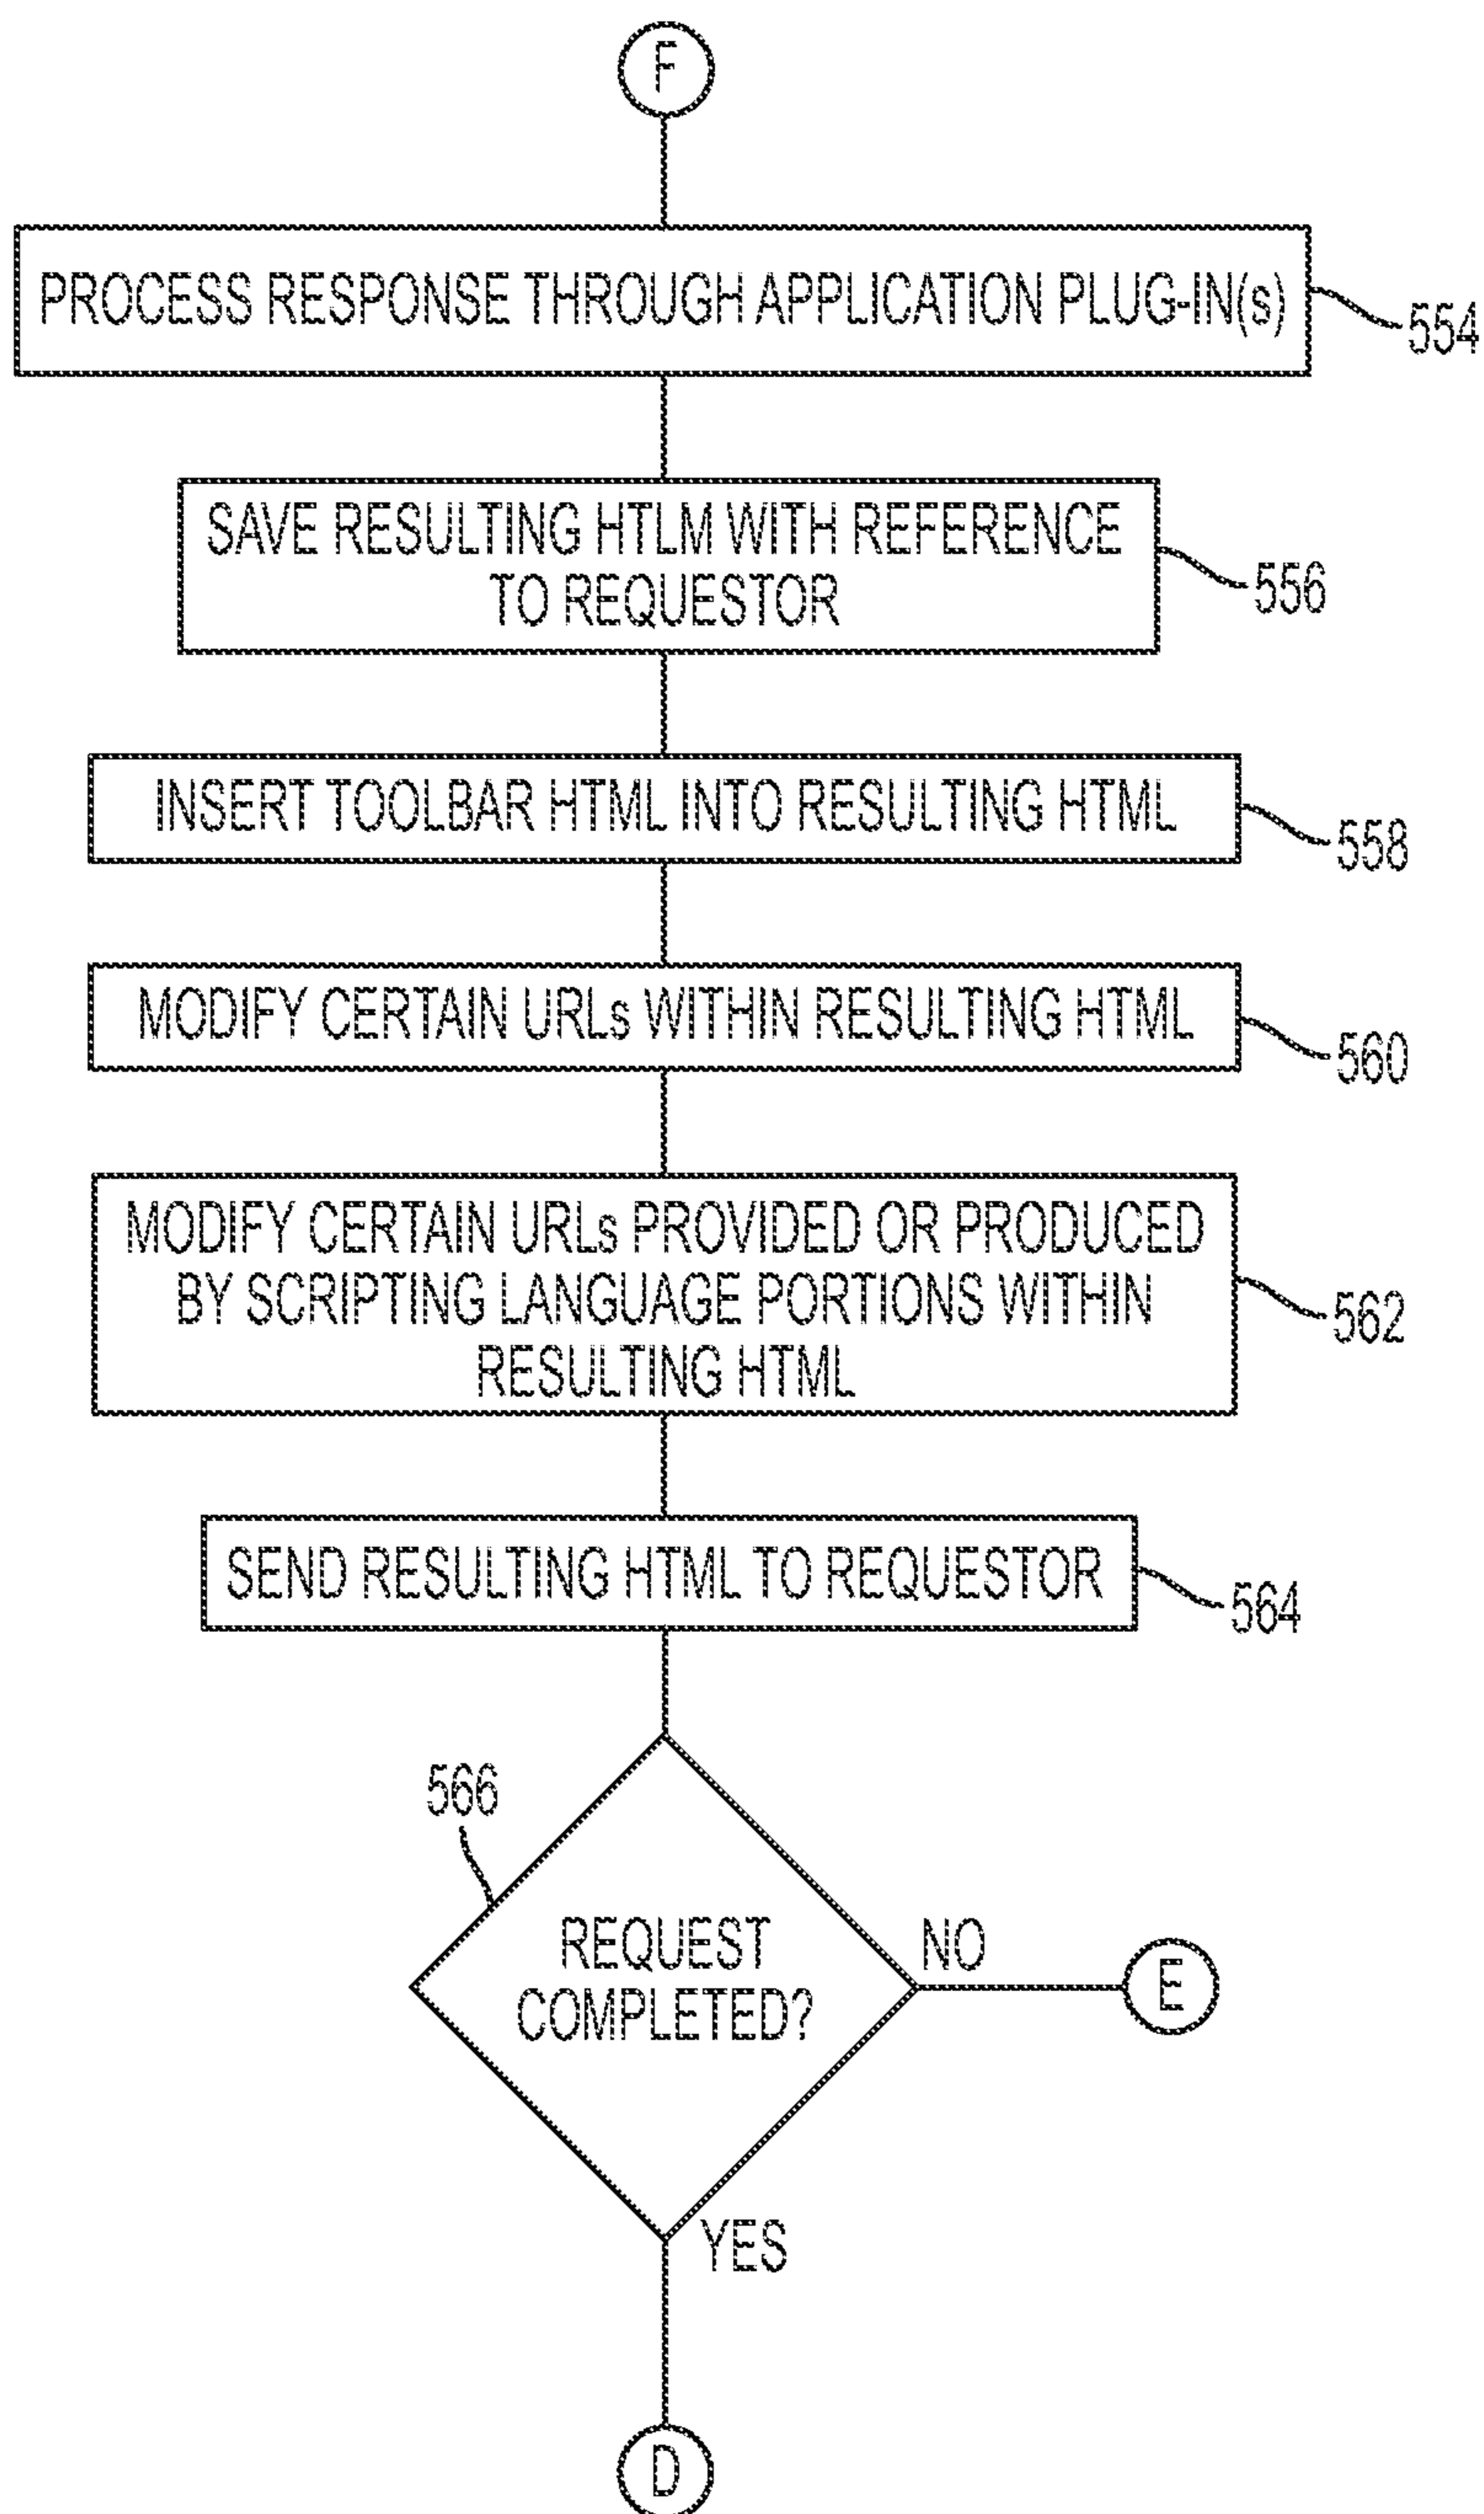 F
PROCESS RESPONSE THROUGH APPLICATION PLUG-IN(s)
554
SAVE RESULTING HTLM WITH REFERENCE
TO REQUESTOR
556
INSERT TOOLBAR HTML INTO RESULTING HTML
558
MODIFY CERTAIN URLs WITHIN RESULTING HTML
560
MODIFY CERTAIN URLs PROVIDED OR PRODUCED
BY SCRIPTING LANGUAGE PORTIONS WITHIN
RESULTING HTML
562
SEND RESULTING HTML TO REQUESTOR
564
566
REQUEST
COMPLETED?
NO
E
YES
D